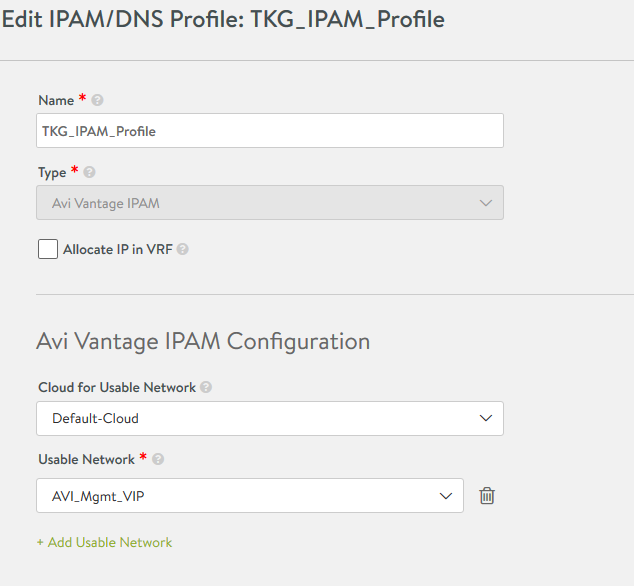 Edit IPAM/DNS Profile: TKG_IPAM_Profile
Name * ?
TKG_IPAM_Profile
Type * ?
Avi Vantage IPAM
Allocate IP in VRF ?
Avi Vantage IPAM Configuration
Cloud for Usable Network ?
Default-Cloud
Usable Network * ?
AVI_Mgmt_VIP
+ Add Usable Network